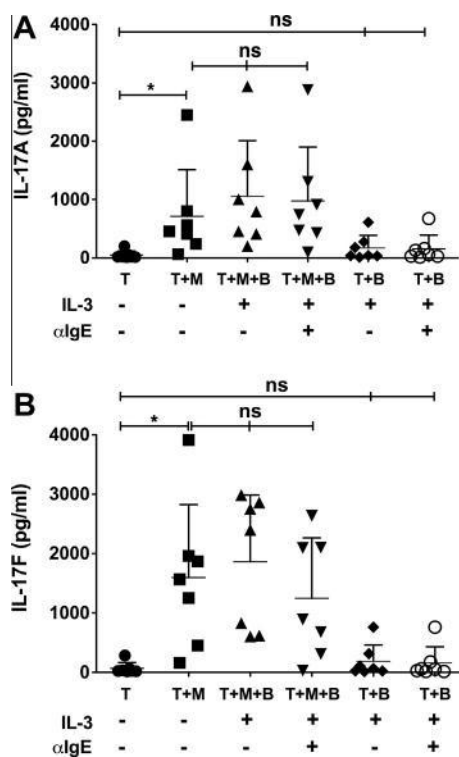 A
ns
ns
*
4000
3000
2000
1000
0
IL-17A (pg/ml)
T T+M T+M+B T+M+B T+B T+B
IL-3 - - + + + +
αIgE - - - + - +
B
ns
* ns
4000
3000
2000
1000
0
IL-17F (pg/ml)
T T+M T+M+B T+M+B T+B T+B
IL-3 - - + + + +
αIgE - - - + - +